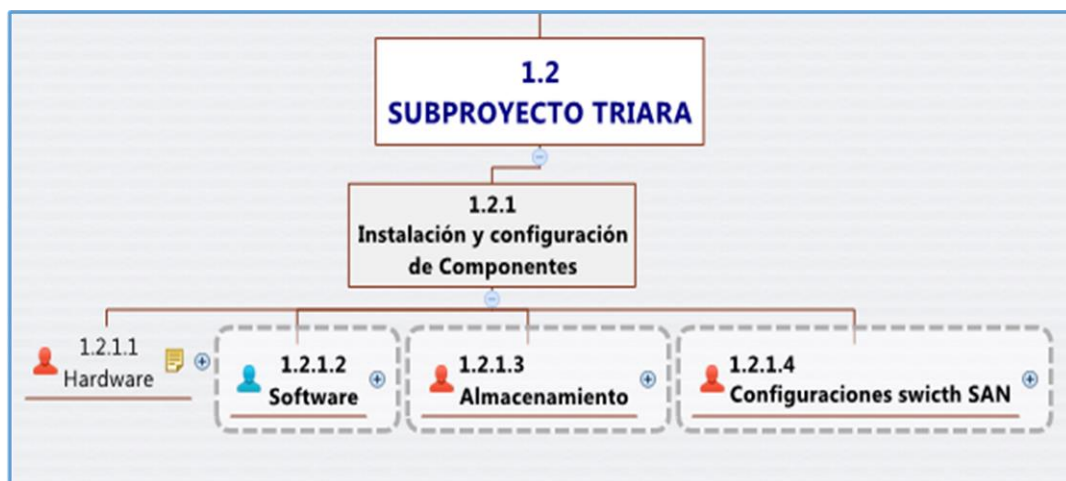 1.2
SUBPROYECTO TRIARA
1.2.1
Instalación y configuración
de Componentes
1.2.1.1
Hardware
1.2.1.2
Software
1.2.1.3
Almacenamiento
1.2.1.4
Configuraciones swicth SAN